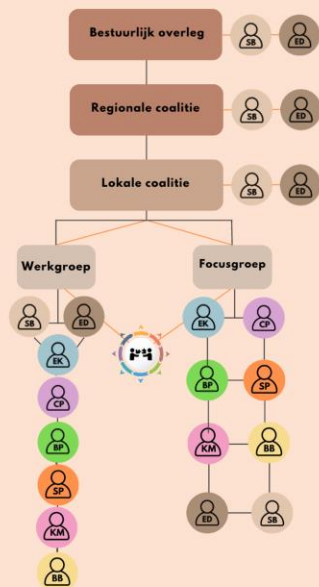 Bestuurlijk overleg
SB
ED
Regionale coalitie
SB
ED
Lokale coalitie
SB
ED
Werkgroep
Focusgroep
SB
ED
EK
CP
BP
SP
KM
BB
EK
CP
BP
SP
KM
BB
ED
SB